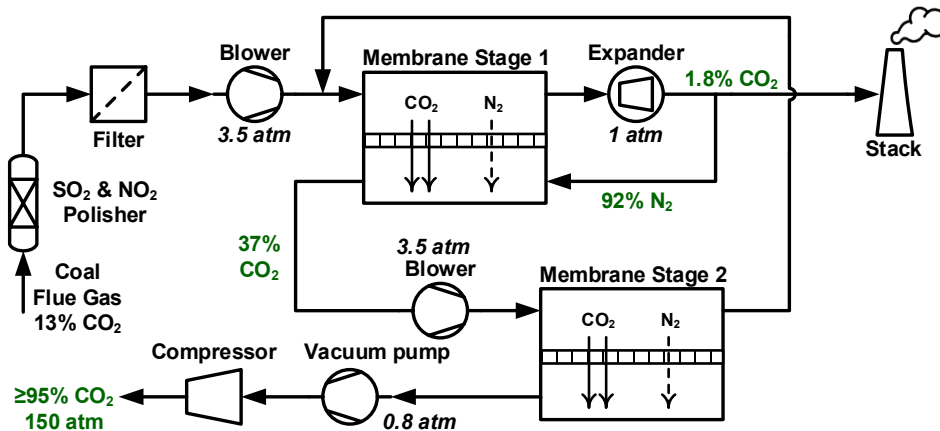 Blower
3.5 atm
Filter
SO₂ & NO₂
Polisher
Coal
Flue Gas
13% CO₂
Membrane Stage 1
CO₂
N₂
Expander
1 atm
1.8% CO₂
Stack
92% N₂
37%
CO₂
3.5 atm
Blower
Membrane Stage 2
CO₂
N₂
Compressor
Vacuum pump
0.8 atm
≥95% CO₂
150 atm